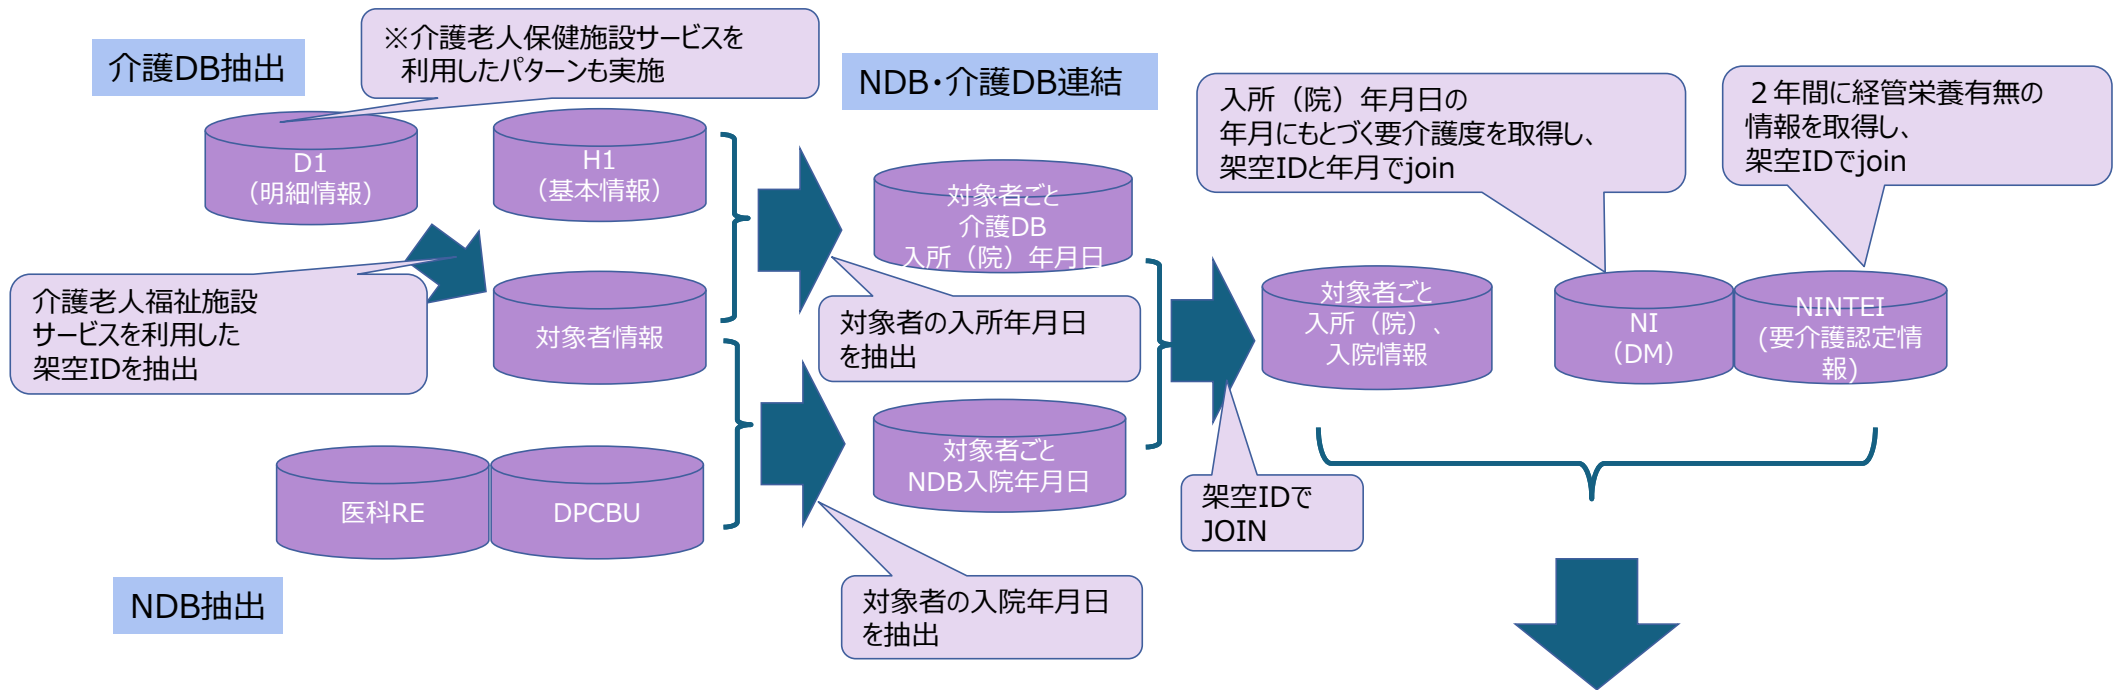 介護DB抽出
※介護老人保健施設サービスを
利用したパターンも実施
D1
（明細情報）
H1
（基本情報）
介護老人福祉施設
サービスを利用した
架空IDを抽出
対象者情報
医科RE
DPCBU
NDB抽出
NDB・介護DB連結
対象者ごと
介護DB
入所（院）年月日
対象者の入所年月日
を抽出
対象者ごと
NDB入院年月日
対象者の入院年月日
を抽出
架空IDで
JOIN
入所（院）年月日の
年月にもとづく要介護度を取得し、
架空IDと年月でjoin
２年間に経管栄養有無の
情報を取得し、
架空IDでjoin
対象者ごと
入所（院）、
入院情報
NI
（DM）
NINTEI
(要介護認定情
報)